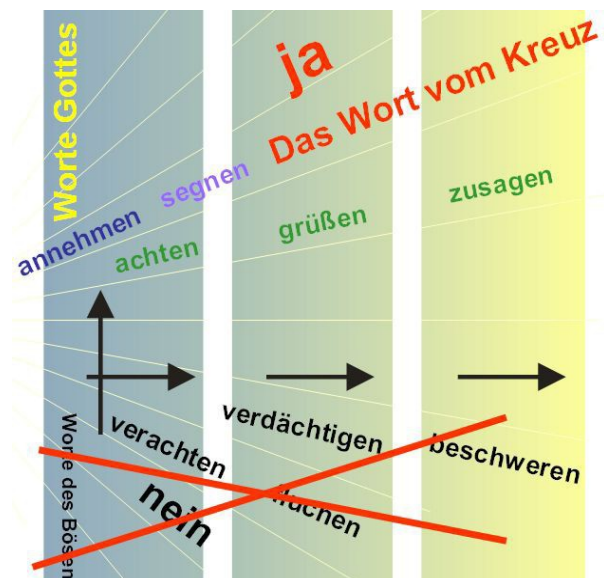 Worte Gottes
ja
Das Wort vom Kreuz
annehmen
segnen
achten
grüßen
zusagen
Worte des Bösen
verachten
verdächtigen
beschweren
nein
fluchen